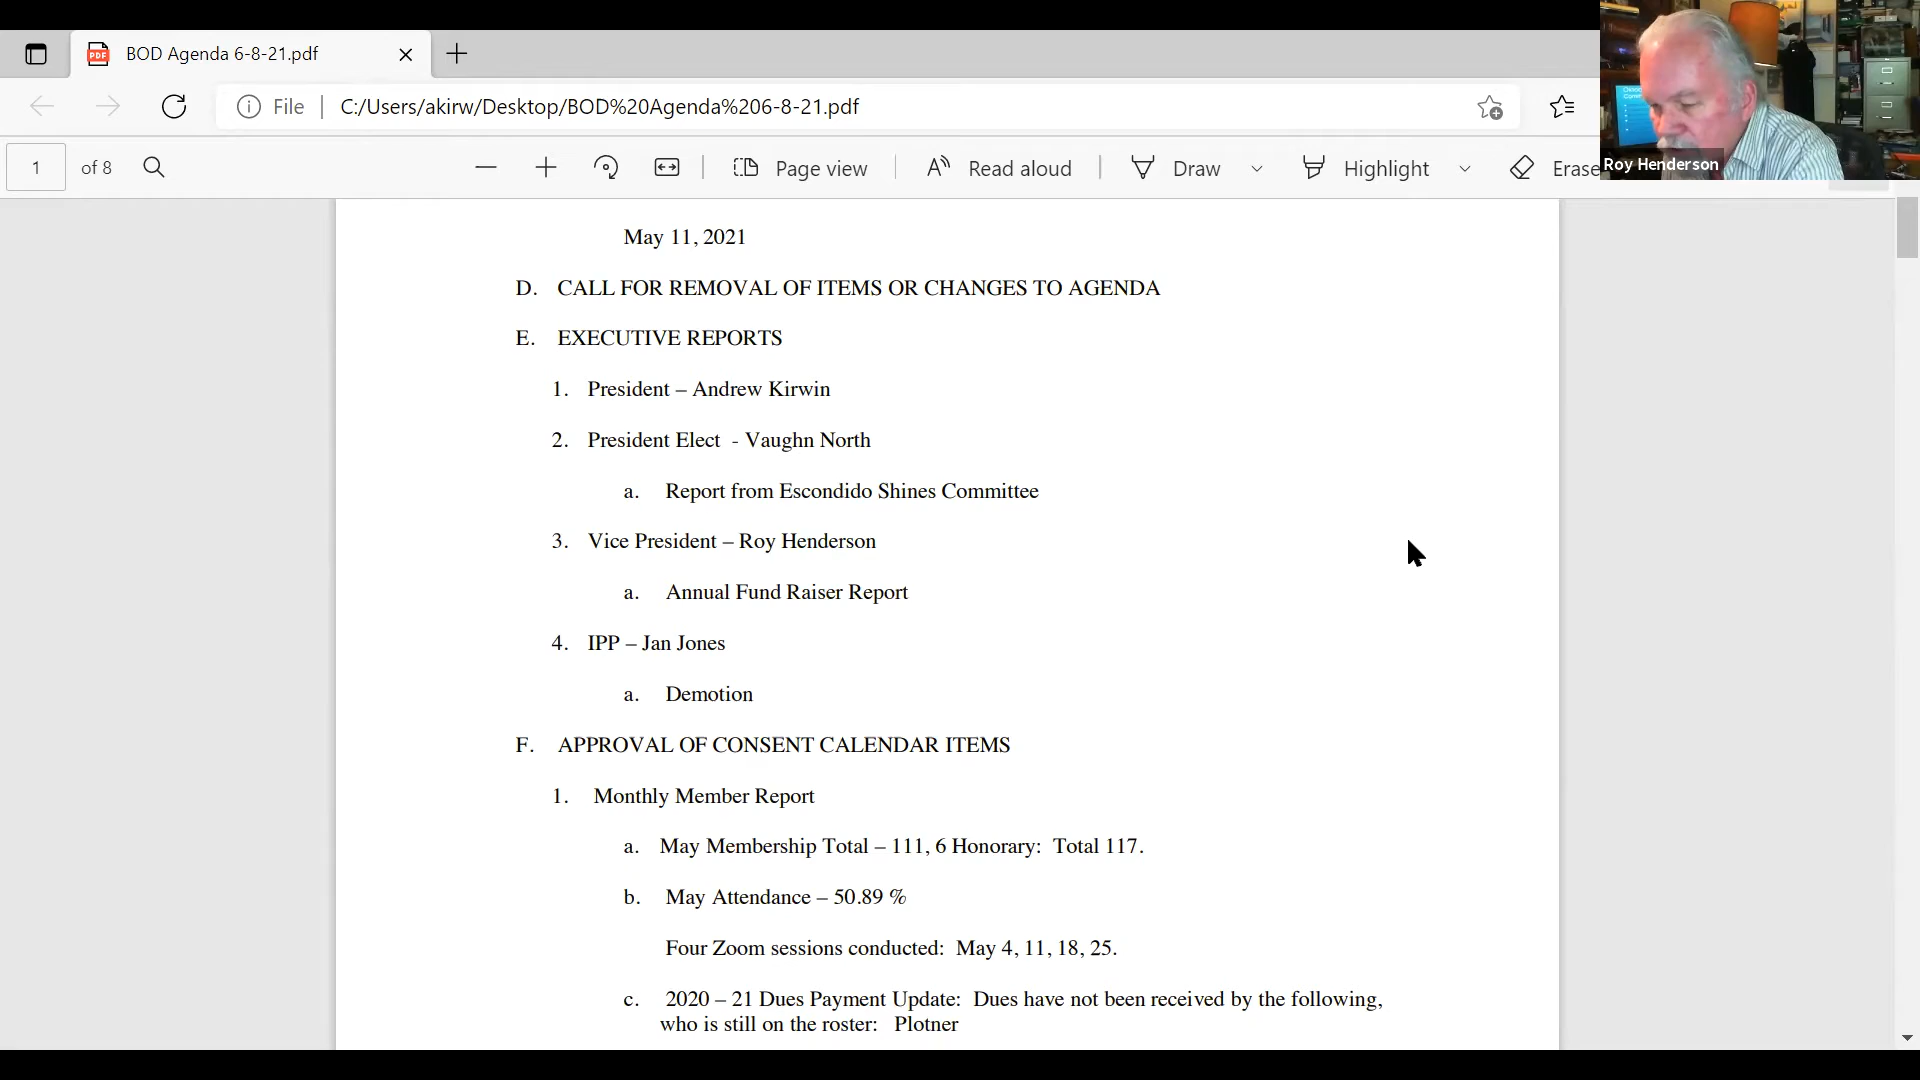 BOD Agenda 6-8-21.pdf
File
C:/Users/akirw/Desktop/BOD%20Agenda%206-8-21.pdf
1 of 8
Page view
Read aloud
Draw
Highlight
Erase
Roy Henderson
May 11, 2021
D. CALL FOR REMOVAL OF ITEMS OR CHANGES TO AGENDA
E. EXECUTIVE REPORTS
1. President – Andrew Kirwin
2. President Elect - Vaughn North
a. Report from Escondido Shines Committee
3. Vice President – Roy Henderson
a. Annual Fund Raiser Report
4. IPP – Jan Jones
a. Demotion
F. APPROVAL OF CONSENT CALENDAR ITEMS
1. Monthly Member Report
a. May Membership Total – 111, 6 Honorary: Total 117.
b. May Attendance – 50.89 %
Four Zoom sessions conducted: May 4, 11, 18, 25.
c. 2020 – 21 Dues Payment Update: Dues have not been received by the following,
who is still on the roster: Plotner